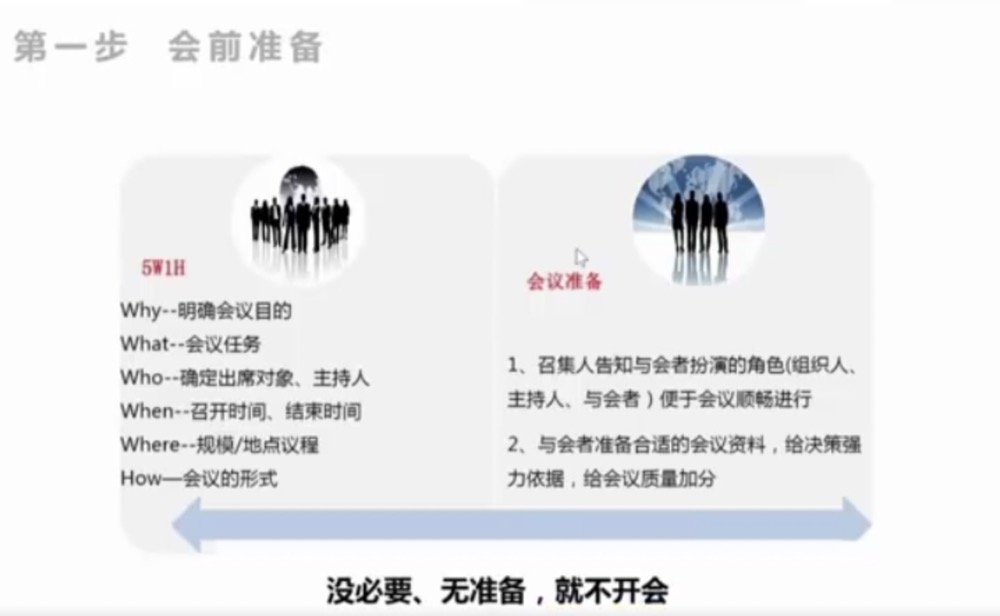 第一步 会前准备
5W1H
Why--明确会议目的
What--会议任务
Who--确定出席对象、主持人
When--召开时间、结束时间
Where--规模/地点议程
How—会议的形式
会议准备
1、召集人告知与会者扮演的角色(组织人、
主持人、与会者）便于会议顺畅进行
2、与会者准备合适的会议资料，给决策强
力依据，给会议质量加分
没必要、无准备，就不开会